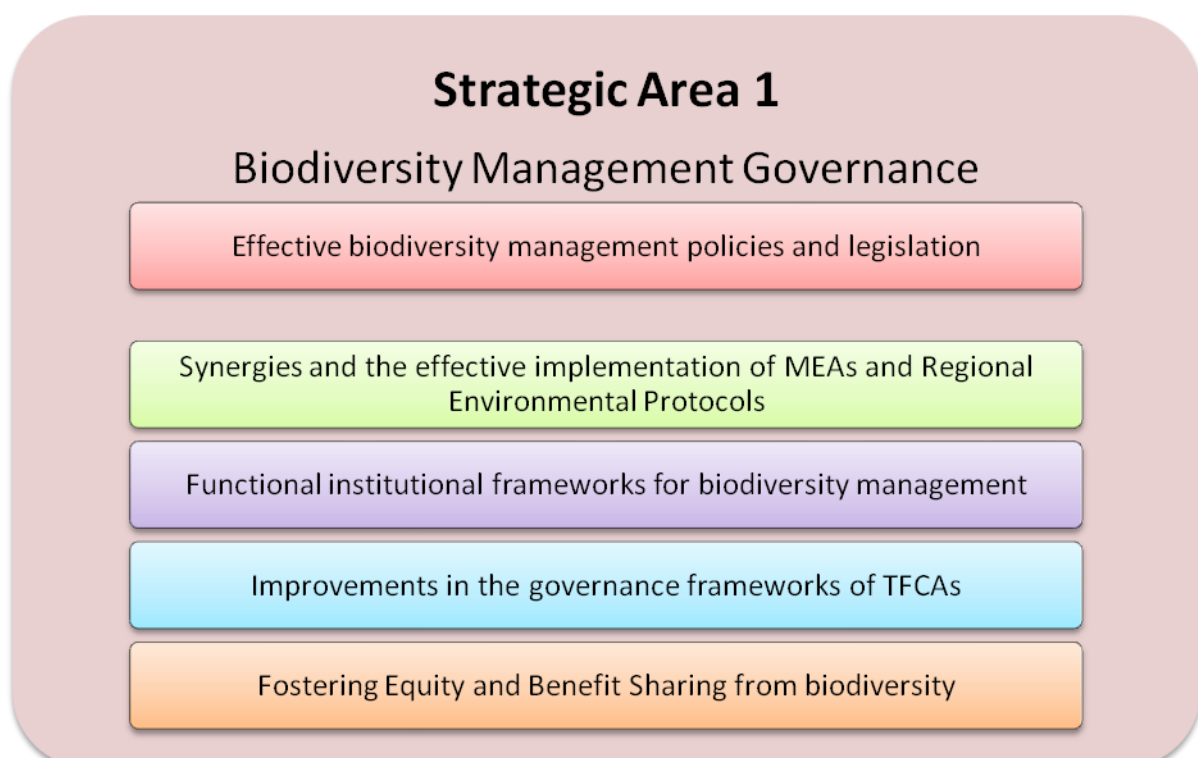 Strategic Area 1
Biodiversity Management Governance
Effective biodiversity management policies and legislation
Synergies and the effective implementation of MEAs and Regional
Environmental Protocols
Functional institutional frameworks for biodiversity management
Improvements in the governance frameworks of TFCAs
Fostering Equity and Benefit Sharing from biodiversity